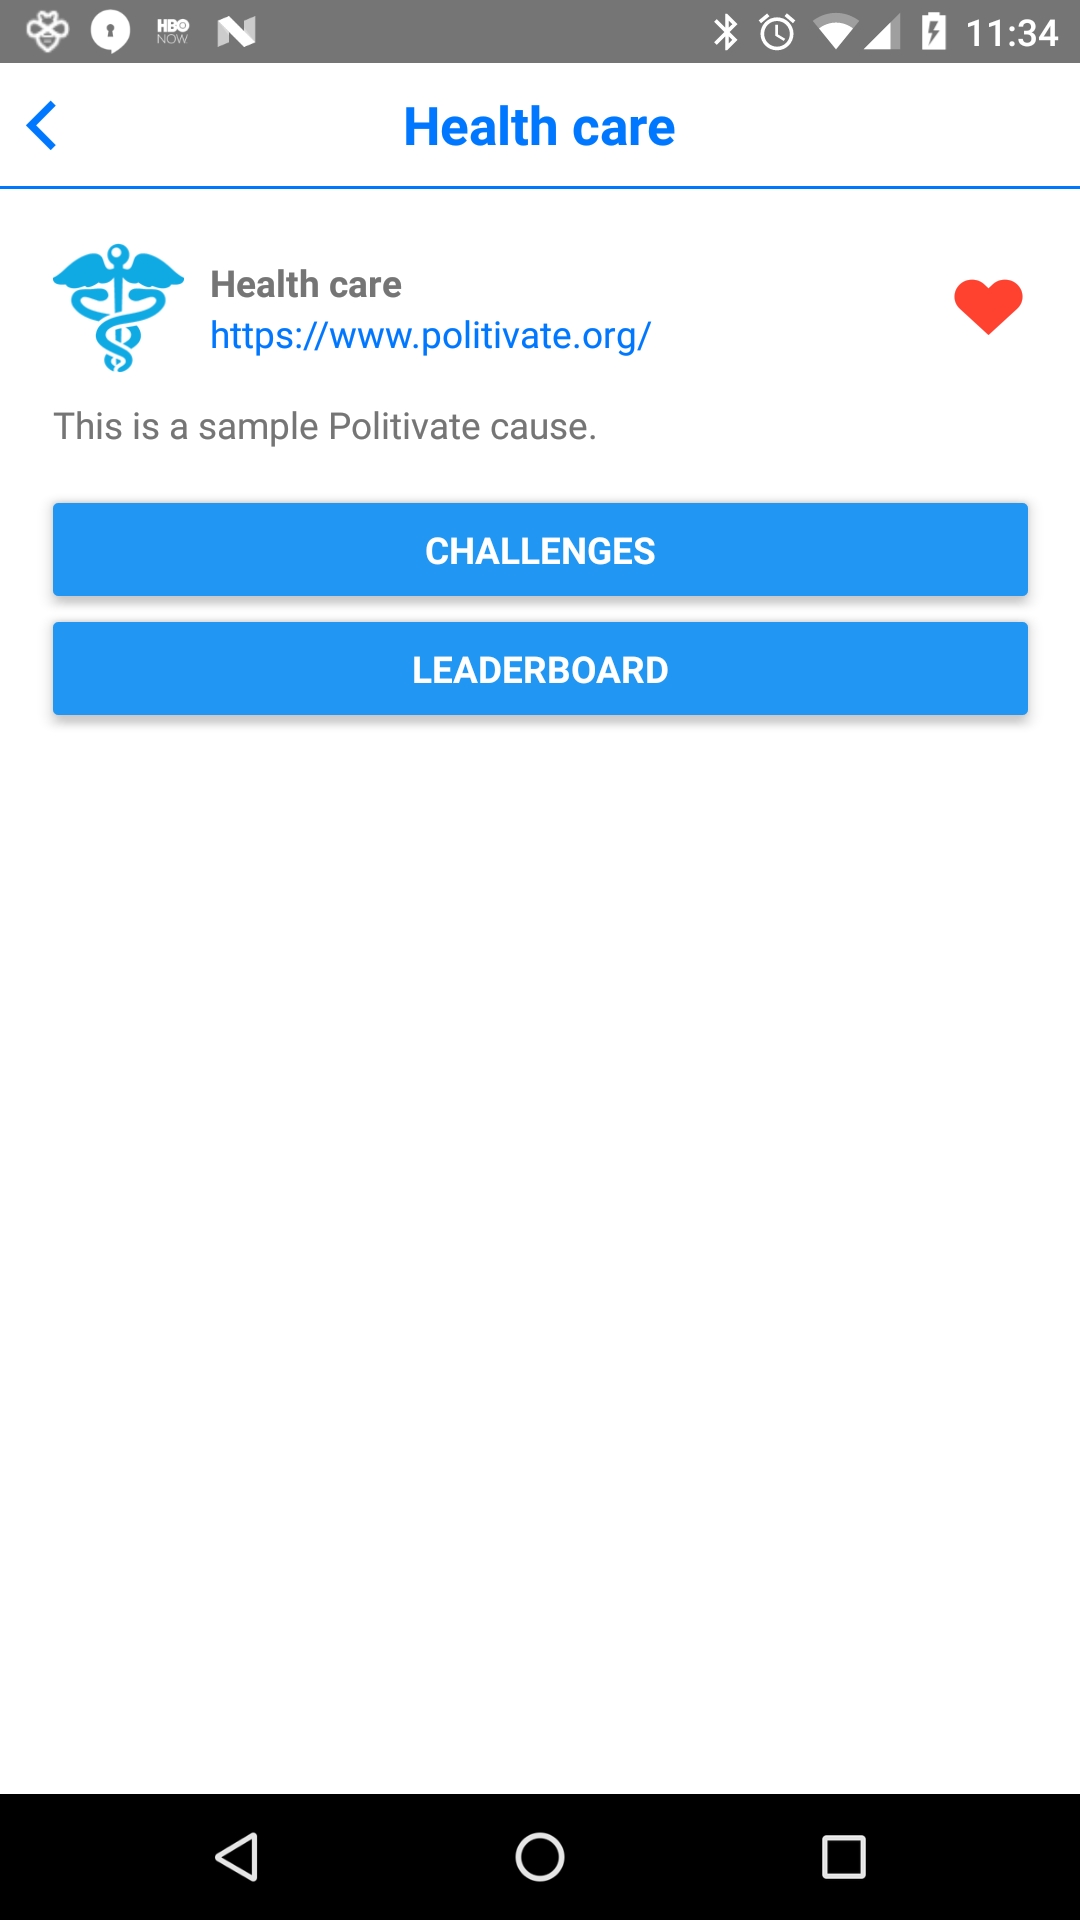 HBO
NOW
11:34
Health care
Health care
https://www.politivate.org/
This is a sample Politivate cause.
CHALLENGES
LEADERBOARD